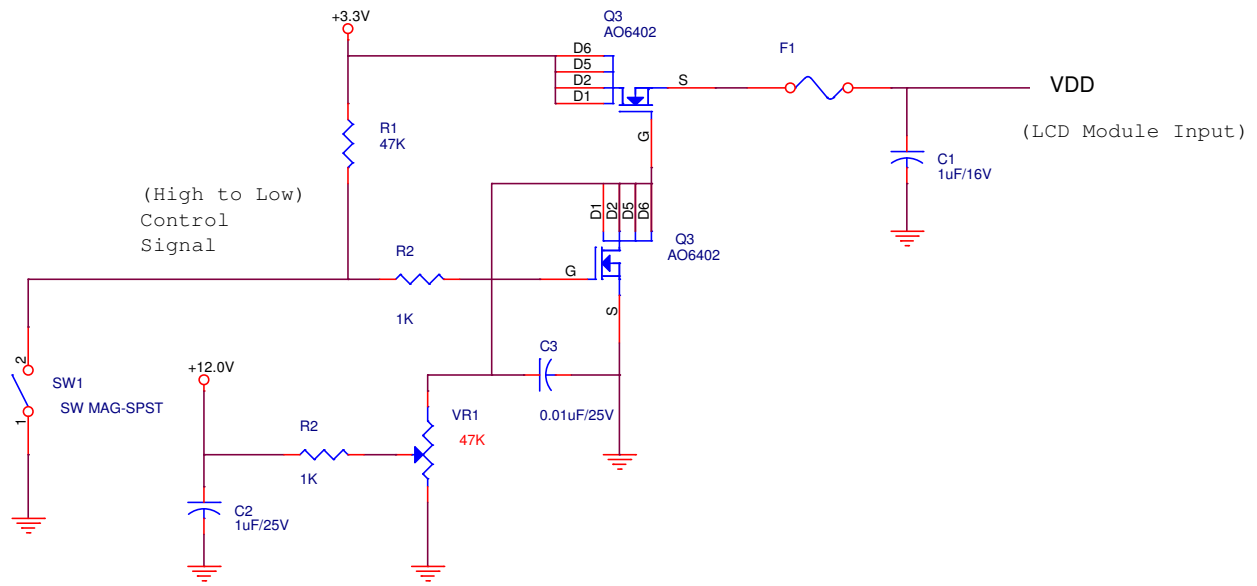 +3.3V
Q3
AO6402
D6
D5
D2
D1
S
G
F1
VDD
(LCD Module Input)
C1
1uF/16V
R1
47K
(High to Low)
Control
Signal
D1
D2
D5
D6
Q3
AO6402
G
S
R2
1K
2
1
SW1
SW MAG-SPST
+12.0V
C3
0.01uF/25V
VR1
47K
R2
1K
C2
1uF/25V